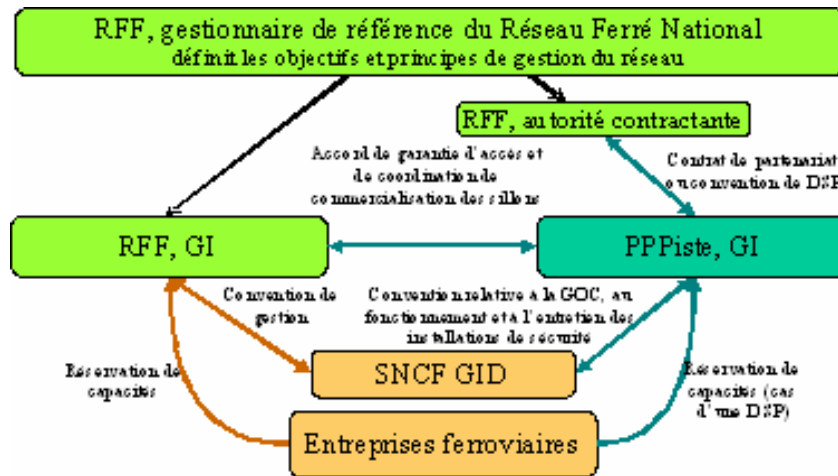 RFF, gestionnaire de référence du Réseau Ferré National
définit les objectifs et principes de gestion du réseau
RFF, autorité contractante
Accord de garantie d'accès et
de coordination de
commercialisation des sillons
Contrat de partenariat
ou convention de DSP
RFF, GI
PPPiste, GI
Convention de
gestion
Convention relative à la GOC, au
fonctionnement et à l'entretien des
installations de sécurité
Réservation de
capacités
SNCF GID
Réservation de
capacités (cas
d'une DSP)
Entreprises ferroviaires